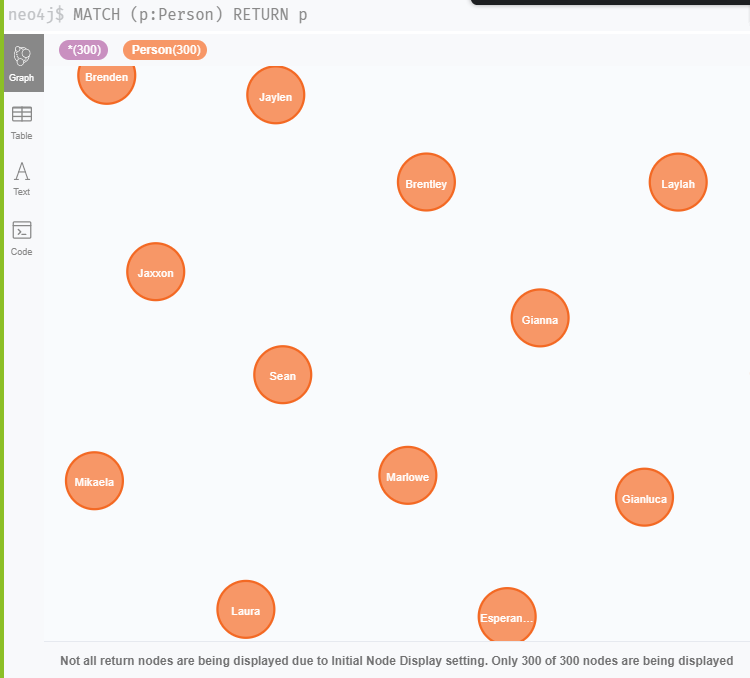 neo4j$ MATCH (p:Person) RETURN p
*(300) Person(300)
Graph
Table
Text
Code
Brenden
Jaylen
Brentley
Laylah
Jaxxon
Gianna
Sean
Mikaela
Marlowe
Gianluca
Laura
Esperan...
Not all return nodes are being displayed due to Initial Node Display setting. Only 300 of 300 nodes are being displayed